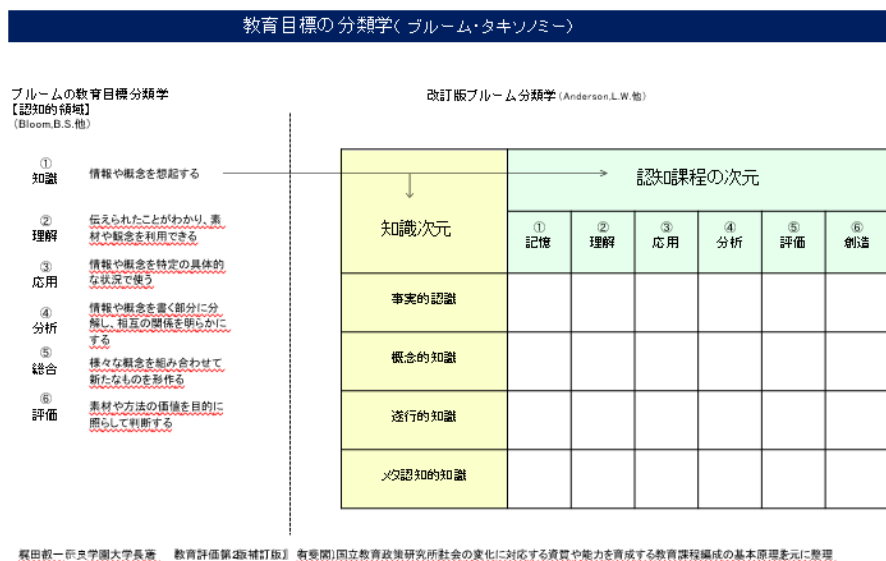 教育目標の分類学(ブルーム・タキソノミー)
ブルームの教育目標分類学
【認知的領域】
(Bloom,B.S.他)
①
知識
情報や概念を想起する
②
理解
伝えられたことがわかり、素
材や観念を利用できる
③
応用
情報や概念を特定の具体的
な状況で使う
④
分析
情報や概念を書く部分に分
解し、相互の関係を明らかに
する
⑤
総合
様々な概念を組み合わせて
新たなものを形作る
⑥
評価
素材や方法の価値を目的に
照らして判断する
改訂版ブルーム分類学(Anderson,L.W.他)
知識次元
認知課程の次元
①
記憶
②
理解
③
応用
④
分析
⑤
評価
⑥
創造
事実的認識
概念的知識
遂行的知識
メタ認知的知識
梶田叡一 奈良学園大学長著 教育評価第2版補訂版』 有斐閣)国立教育政策研究所社会の変化に対応する資質や能力を育成する教育課程編成の基本原理を元に整理